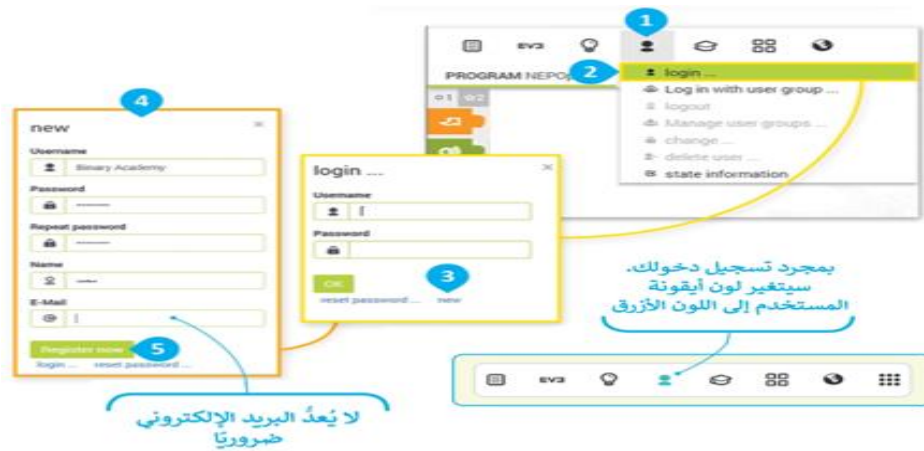 1
EV3
PROGRAM NEPOp
2
login ...
Log in with user group ...
logout
Manage user groups ...
change ...
delete user ...
state information
1 2
4
new
Username
Binary Academy
Password
Repeat password
Name
E-Mail
Register now
5
login ... reset password ...
login ...
Username
Password
OK
3
reset password ... new
بمجرد تسجيل دخولك.
سيتغير لون أيقونة
المستخدم إلى اللون الأزرق
EV3
لا يُعدُّ البريد الإلكتروني
ضروريًا